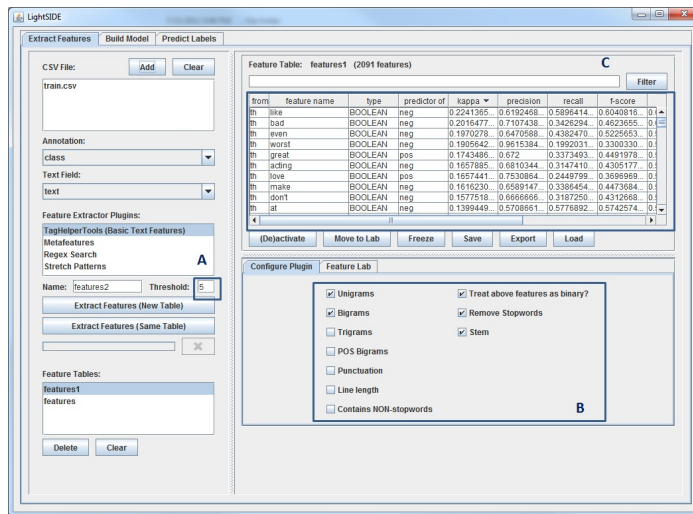 LightSIDE
Extract Features Build Model Predict Labels
CSV File: Add Clear
train.csv
Annotation:
class
Text Field:
text
Feature Extractor Plugins:
TagHelperTools (Basic Text Features)
Metafeatures
Regex Search
Stretch Patterns
A
Name: features2 Threshold: 5
Extract Features (New Table)
Extract Features (Same Table)
Feature Tables:
features1
features
Delete Clear
Feature Table: features1 (2091 features) C
Filter
from feature name type predictor of kappa precision recall f-score
th like BOOLEAN neg 0.2241365... 0.6192468... 0.5896414... 0.6040816...
th bad BOOLEAN neg 0.2016477... 0.7107438... 0.3426294... 0.4623655...
th even BOOLEAN neg 0.1970278... 0.6470588... 0.4382470... 0.5225653...
th worst BOOLEAN neg 0.1905642... 0.9615384... 0.1992031... 0.3300330...
th great BOOLEAN pos 0.1743486... 0.672 0.3373493... 0.4491978...
th acting BOOLEAN neg 0.1657885... 0.6810344... 0.3147410... 0.4305177...
th love BOOLEAN pos 0.1657441... 0.7530864... 0.2449799... 0.3696969...
th make BOOLEAN neg 0.1616230... 0.6589147... 0.3386454... 0.4473684...
th don't BOOLEAN neg 0.1577518... 0.6666666... 0.3187250... 0.4312668...
th at BOOLEAN neg 0.1399449... 0.5708661... 0.5776892... 0.5742574...
(De)activate Move to Lab Freeze Save Export Load
Configure Plugin Feature Lab
Unigrams Treat above features as binary?
Bigrams Remove Stopwords
Trigrams Stem
POS Bigrams
Punctuation
Line length
Contains NON-stopwords
B